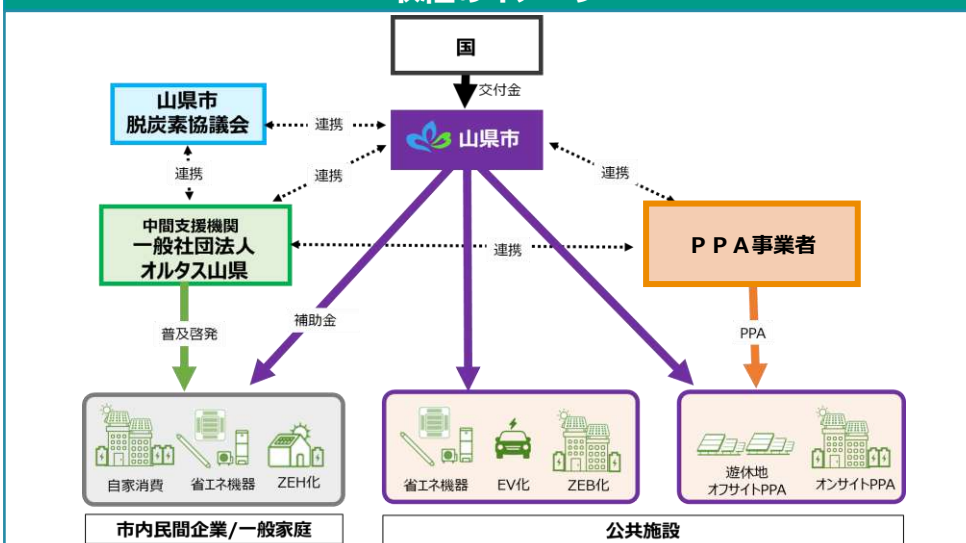 国
交付金
山県市
脱炭素協議会
連携
山県市
連携
連携
連携
中間支援機関
一般社団法人
オルタス山県
連携
ＰＰＡ事業者
普及啓発
補助金
PPA
自家消費
省エネ機器
ZEH化
省エネ機器
EV化
ZEB化
遊休地
オフサイトPPA
オンサイトPPA
市内民間企業/一般家庭
公共施設